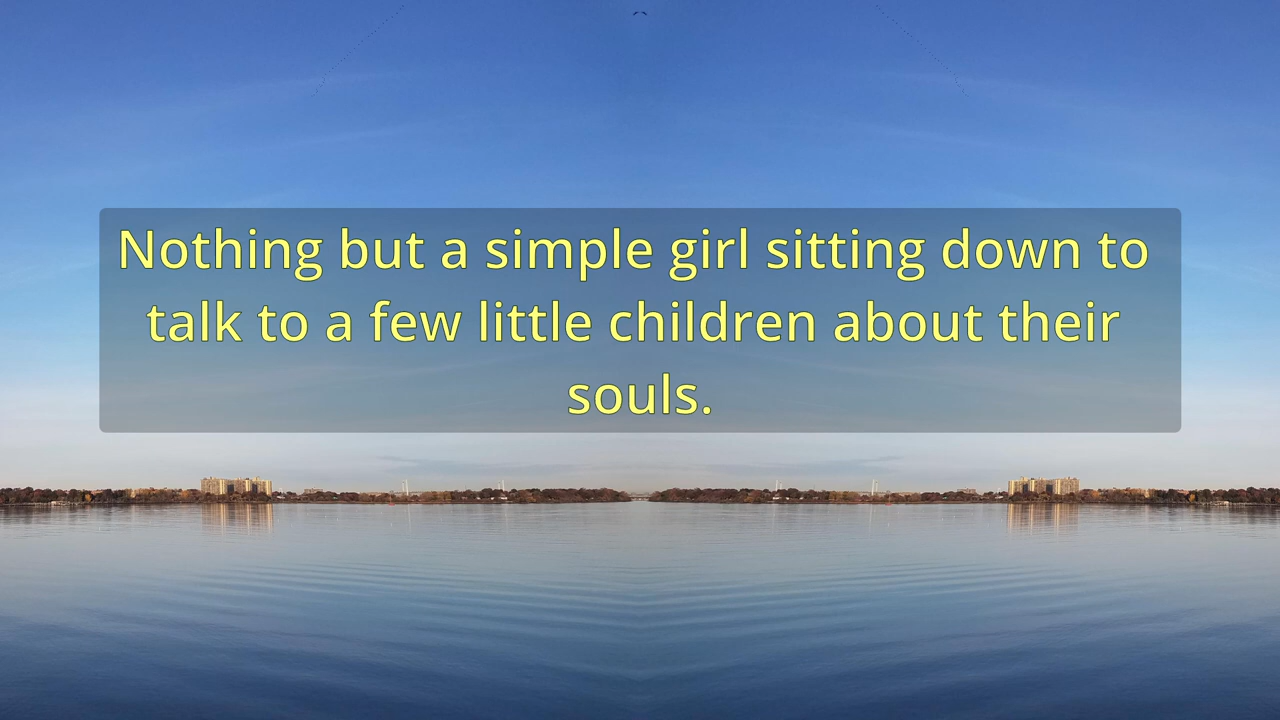 Nothing but a simple girl sitting down to
talk to a few little children about their
souls.